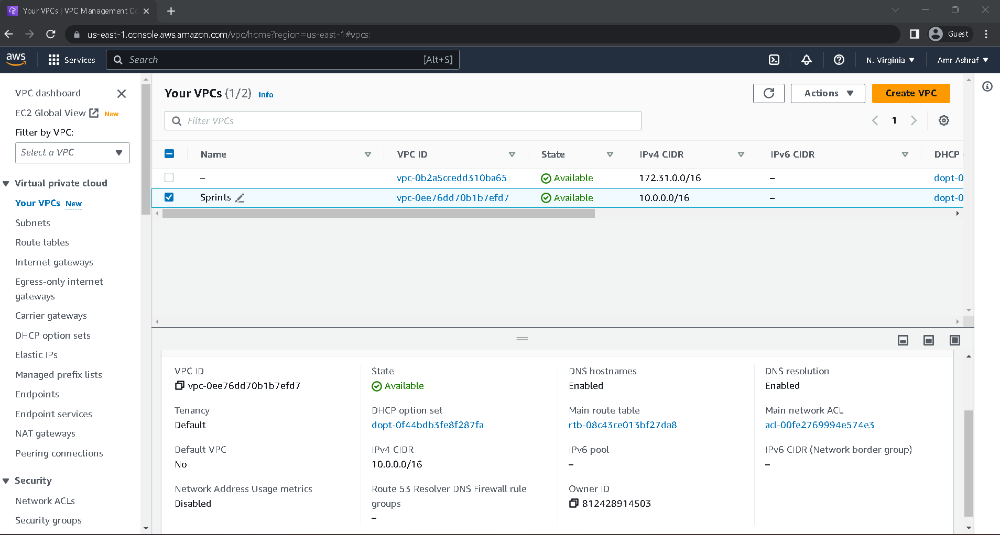 Your VPCs | VPC Management Co
us-east-1.console.aws.amazon.com/vpc/home?region=us-east-1#vpcs:
Guest
aws
Services
Search
[Alt+S]
N. Virginia
Amr Ashraf
VPC dashboard
EC2 Global View New
Filter by VPC:
Select a VPC
Virtual private cloud
Your VPCs New
Subnets
Route tables
Internet gateways
Egress-only internet
gateways
Carrier gateways
DHCP option sets
Elastic IPs
Managed prefix lists
Endpoints
Endpoint services
NAT gateways
Peering connections
Security
Network ACLs
Security groups
Your VPCs (1/2) Info
Actions
Create VPC
Filter VPCs
1
Name VPC ID State IPv4 CIDR IPv6 CIDR DHCP
– vpc-0b2a5ccedd310ba65 Available 172.31.0.0/16 – dopt-0
Sprints vpc-0ee76dd70b1b7efd7 Available 10.0.0.0/16 – dopt-0
VPC ID
vpc-0ee76dd70b1b7efd7
State
Available
DNS hostnames
Enabled
DNS resolution
Enabled
Tenancy
Default
DHCP option set
dopt-0f44bdb3fe8f287fa
Main route table
rtb-08c43ce013bf27da8
Main network ACL
acl-00fe2769994e574e3
Default VPC
No
IPv4 CIDR
10.0.0.0/16
IPv6 pool
–
IPv6 CIDR (Network border group)
–
Network Address Usage metrics
Disabled
Route 53 Resolver DNS Firewall rule
groups
–
Owner ID
812428914503